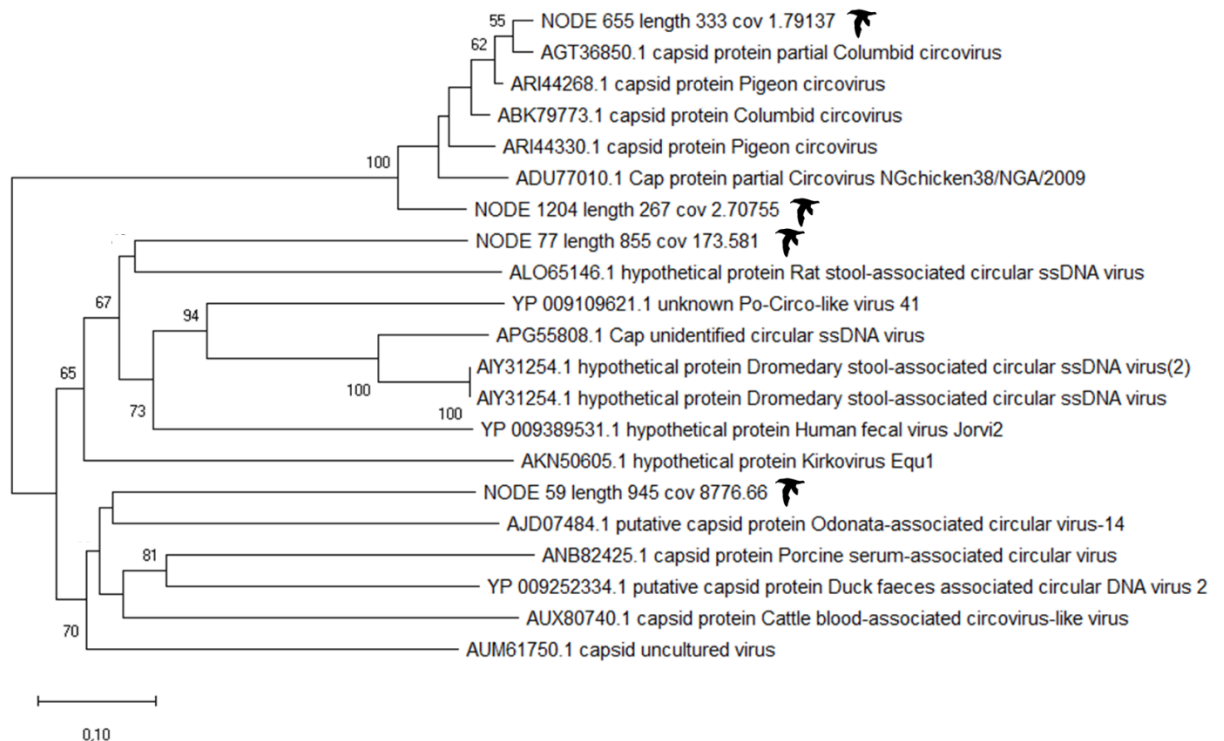 55
NODE 655 length 333 cov 1.79137
62
AGT36850.1 capsid protein partial Columbid circovirus
ARI44268.1 capsid protein Pigeon circovirus
ABK79773.1 capsid protein Columbid circovirus
ARI44330.1 capsid protein Pigeon circovirus
100
ADU77010.1 Cap protein partial Circovirus NGchicken38/NGA/2009
NODE 1204 length 267 cov 2.70755
NODE 77 length 855 cov 173.581
ALO65146.1 hypothetical protein Rat stool-associated circular ssDNA virus
67
YP 009109621.1 unknown Po-Circo-like virus 41
94
APG55808.1 Cap unidentified circular ssDNA virus
AIY31254.1 hypothetical protein Dromedary stool-associated circular ssDNA virus(2)
65
100
AIY31254.1 hypothetical protein Dromedary stool-associated circular ssDNA virus
73
100
YP 009389531.1 hypothetical protein Human fecal virus Jorvi2
AKN50605.1 hypothetical protein Kirkovirus Equ1
NODE 59 length 945 cov 8776.66
AJD07484.1 putative capsid protein Odonata-associated circular virus-14
81
ANB82425.1 capsid protein Porcine serum-associated circular virus
YP 009252334.1 putative capsid protein Duck faeces associated circular DNA virus 2
AUX80740.1 capsid protein Cattle blood-associated circovirus-like virus
70
AUM61750.1 capsid uncultured virus
0,10